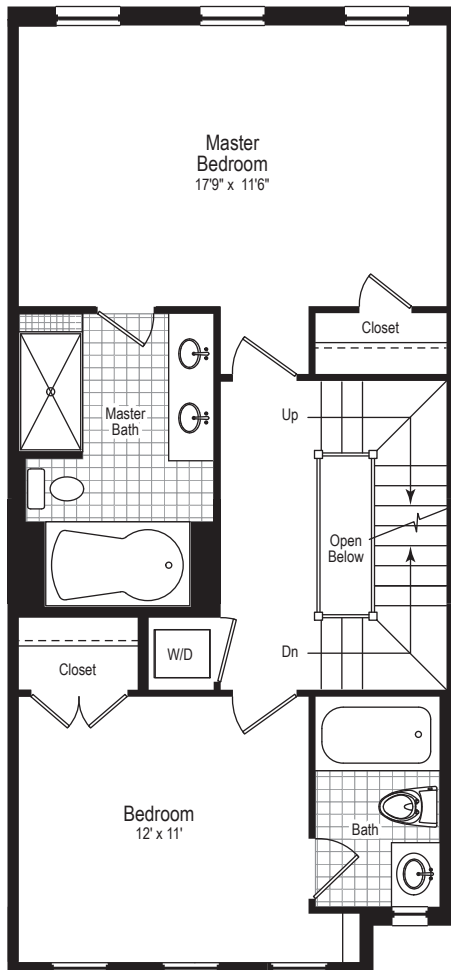 Master
Bedroom
17'9" x 11'6"
Closet
Master
Bath
Up
Open
Below
Dn
W/D
Closet
Bedroom
12' x 11'
Bath